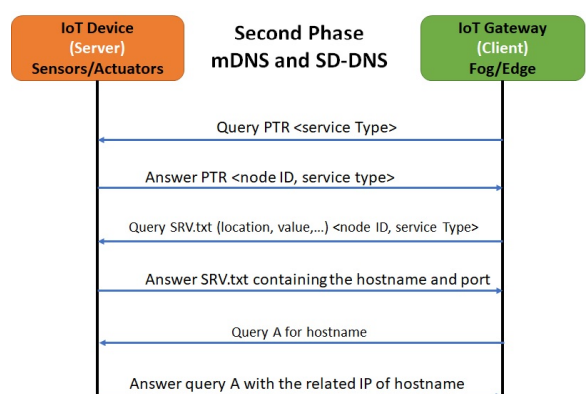 IoT Device
(Server)
Sensors/Actuators
Second Phase
mDNS and SD-DNS
IoT Gateway
(Client)
Fog/Edge
Query PTR <service Type>
Answer PTR <node ID, service type>
Query SRV.txt (location, value,...) <node ID, service Type>
Answer SRV.txt containing the hostname and port
Query A for hostname
Answer query A with the related IP of hostname